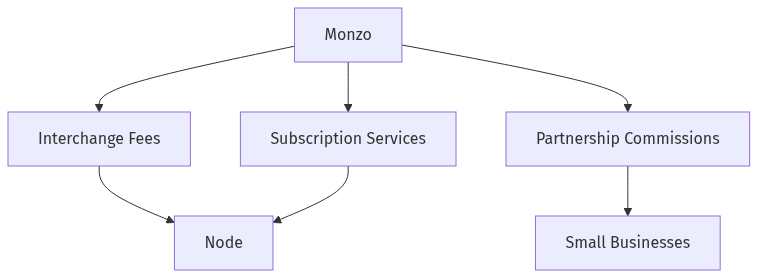 Monzo
Interchange Fees
Subscription Services
Partnership Commissions
Node
Small Businesses